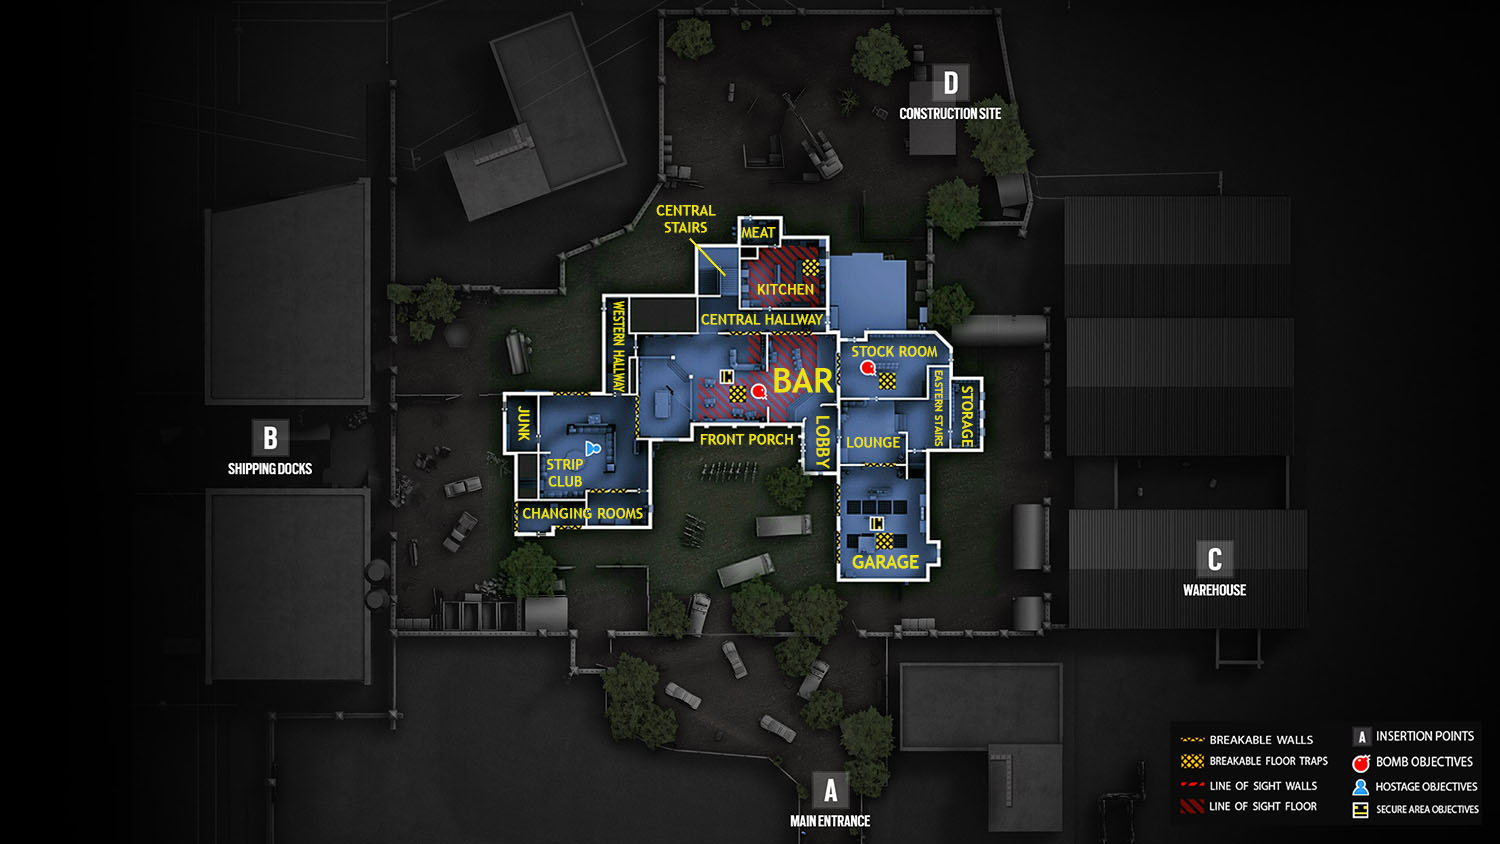 D
CONSTRUCTION SITE
CENTRAL
STAIRS
MEAT
KITCHEN
CENTRAL HALLWAY
WESTERN HALLWAY
STOCK ROOM
BAR
EASTERN STAIRS
STORAGE
JUNK
FRONT PORCH
LOBBY
LOUNGE
B
SHIPPING DOCKS
STRIP
CLUB
CHANGING ROOMS
GARAGE
C
WAREHOUSE
A
MAIN ENTRANCE
BREAKABLE WALLS
BREAKABLE FLOOR TRAPS
LINE OF SIGHT WALLS
LINE OF SIGHT FLOOR
A INSERTION POINTS
BOMB OBJECTIVES
HOSTAGE OBJECTIVES
SECURE AREA OBJECTIVES